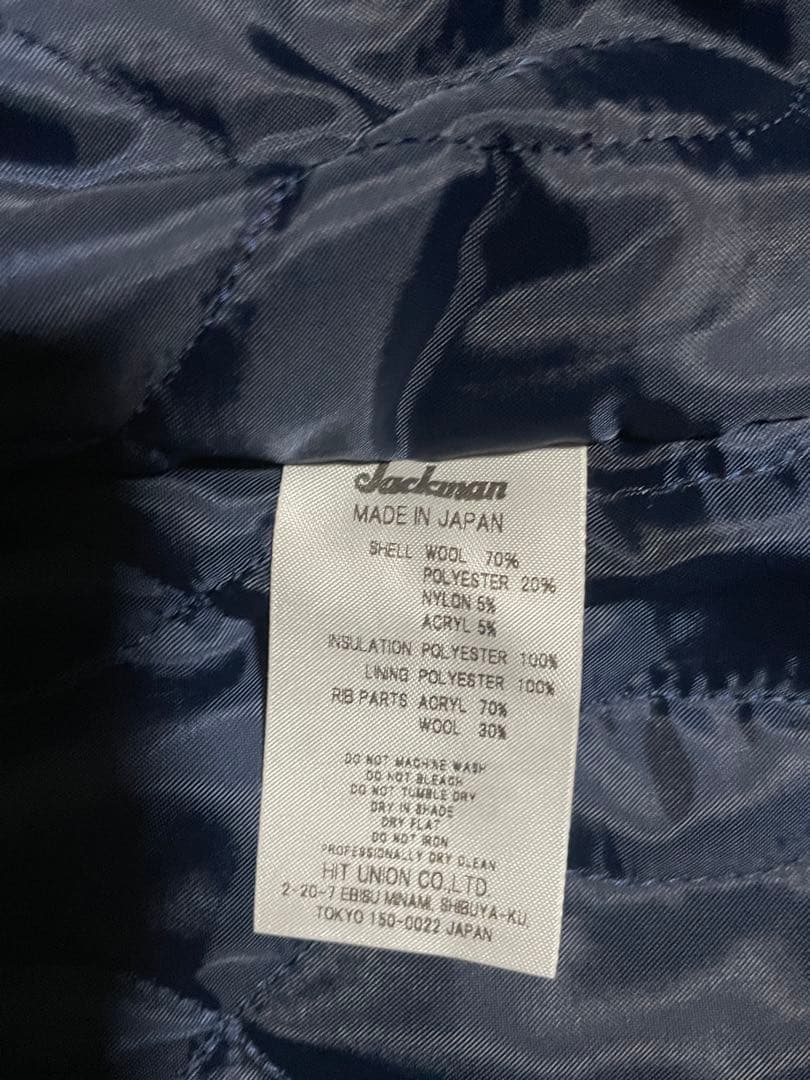 Jackman
MADE IN JAPAN
SHELL WOOL 70%
POLYESTER 20%
NYLON 5%
ACRYL 5%
INSULATION POLYESTER 100%
LINING POLYESTER 100%
RIB PARTS ACRYL 70%
WOOL 30%
DO NOT MACHINE WASH
DO NOT BLEACH
DO NOT TUMBLE DRY
DRY IN SHADE
DRY FLAT
DO NOT IRON
PROFESSIONALLY DRY CLEAN
HIT UNION CO.,LTD.
2-20-7 EBISU MINAMI, SHIBUYA-KU,
TOKYO 150-0022 JAPAN